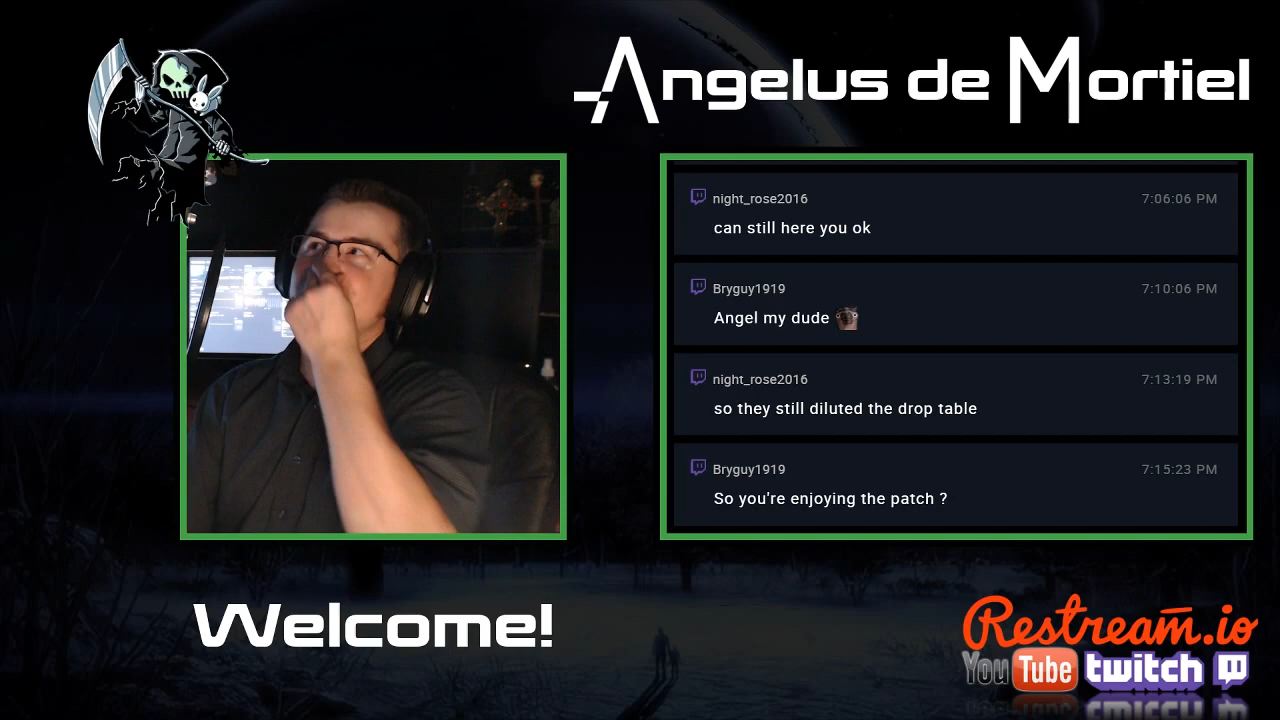 Angelus de Mortiel
night_rose2016 7:06:06 PM
can still here you ok
Bryguy1919 7:10:06 PM
Angel my dude
night_rose2016 7:13:19 PM
so they still diluted the drop table
Bryguy1919 7:15:23 PM
So you're enjoying the patch ?
Welcome!
Restream.io
YouTube twitch